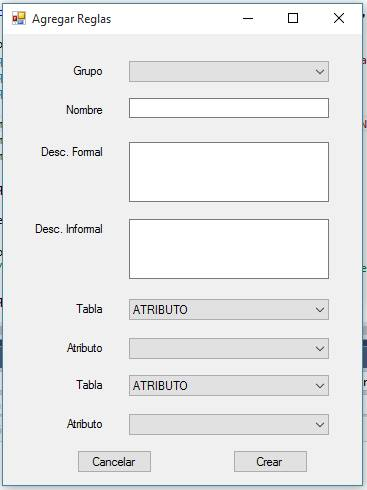 Agregar Reglas
Grupo
Nombre
Desc. Formal
Desc. Informal
Tabla ATRIBUTO
Atributo
Tabla ATRIBUTO
Atributo
Cancelar Crear